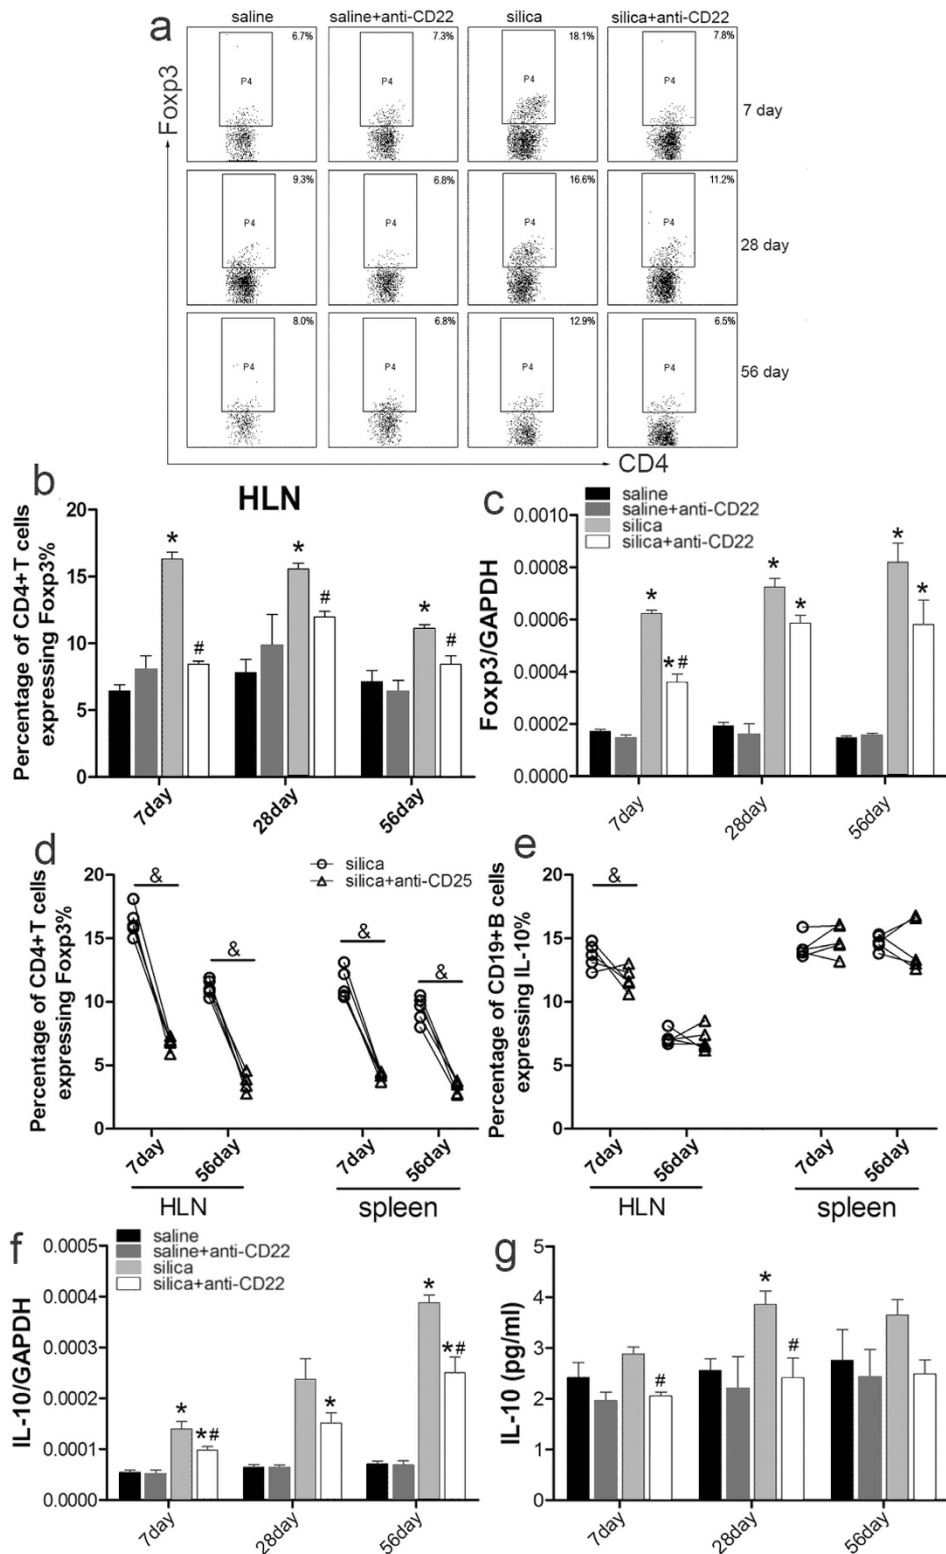 a
saline
saline+anti-CD22
silica
silica+anti-CD22
Foxp3
6.7%
P4
7.3%
P4
18.1%
P4
7.8%
P4
7 day
9.3%
P4
6.8%
P4
16.6%
P4
11.2%
P4
28 day
8.0%
P4
6.8%
P4
12.9%
P4
6.5%
P4
56 day
CD4
b
HLN
Percentage of CD4+T cells
expressing Foxp3%
20
15
10
5
0
*
#
*
#
*
#
7day
28day
56day
c
saline
saline+anti-CD22
silica
silica+anti-CD22
Foxp3/GAPDH
0.0010
0.0008
0.0006
0.0004
0.0002
0.0000
*
*#
*
*
*
*
7day
28day
56day
d
silica
silica+anti-CD25
Percentage of CD4+T cells
expressing Foxp3%
20
15
10
5
0
&
&
&
&
7day
56day
7day
56day
HLN
spleen
e
Percentage of CD19+B cells
expressing IL-10%
20
15
10
5
0
&
7day
56day
7day
56day
HLN
spleen
f
saline
saline+anti-CD22
silica
silica+anti-CD22
IL-10/GAPDH
0.0005
0.0004
0.0003
0.0002
0.0001
0.0000
*
*#
*
*
*#
7day
28day
56day
g
IL-10 (pg/ml)
5
4
3
2
1
0
#
*
#
7day
28day
56day